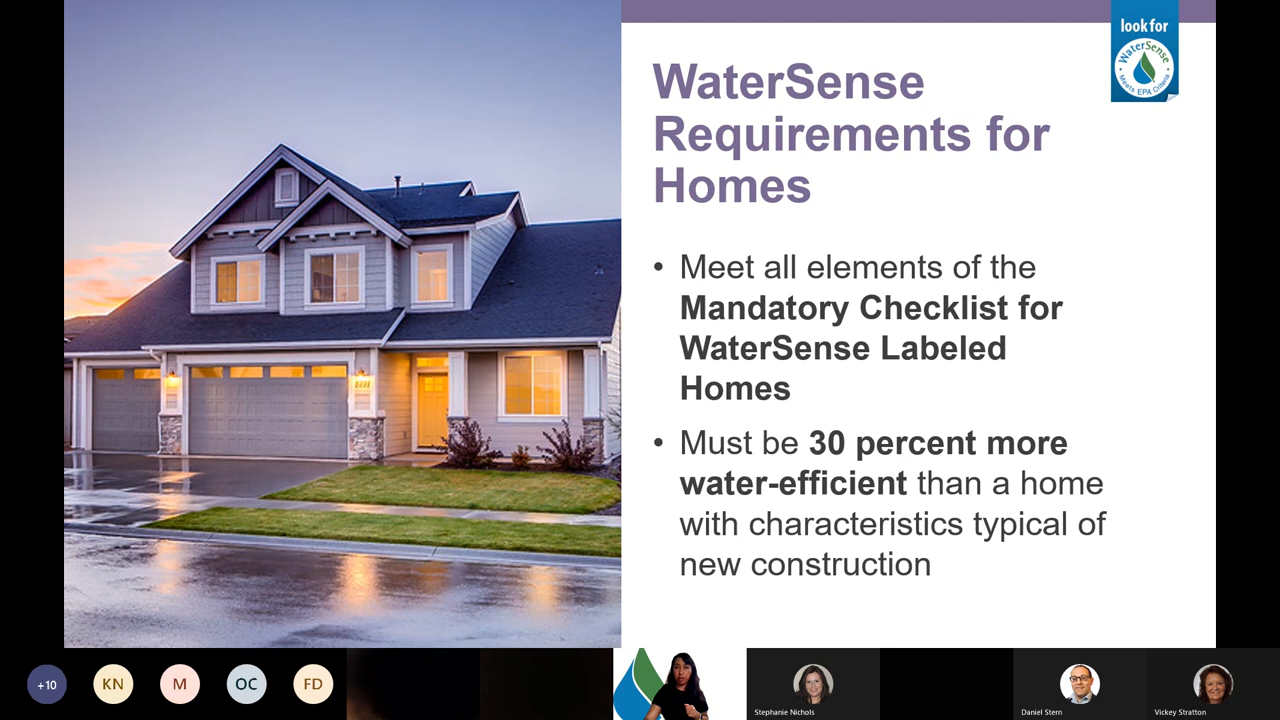 look for
WaterSense
Meets EPA Criteria
WaterSense
Requirements for
Homes
• Meet all elements of the
Mandatory Checklist for
WaterSense Labeled
Homes
• Must be 30 percent more
water-efficient than a home
with characteristics typical of
new construction
+10
KN
M
OC
FD
Stephanie Nichols
Daniel Stern
Vickey Stratton